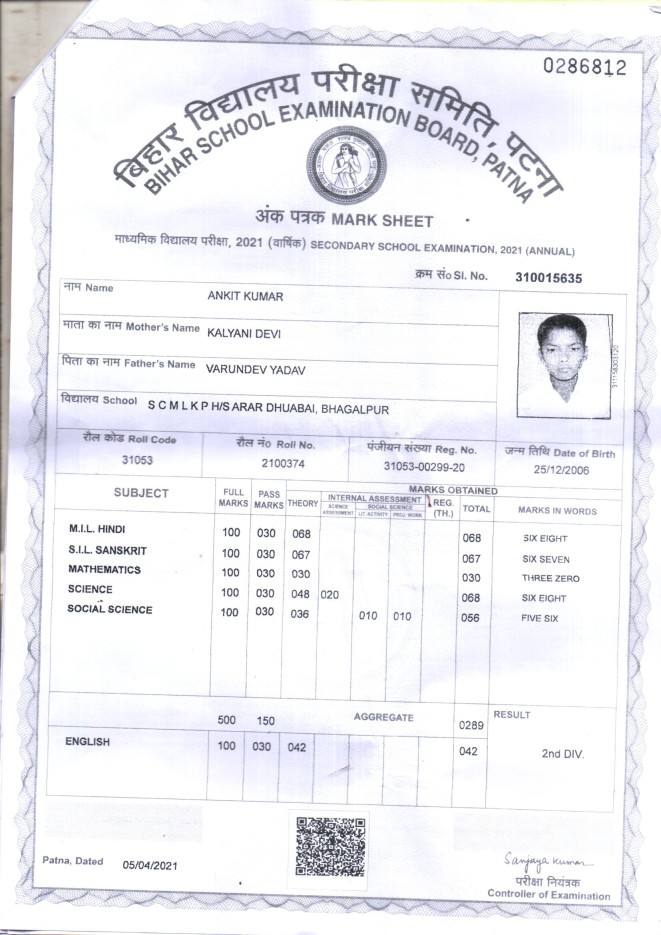 0286812
बिहार विद्यालय परीक्षा समिति, पटना
BIHAR SCHOOL EXAMINATION BOARD, PATNA
अंक पत्रक MARK SHEET
माध्यमिक विद्यालय परीक्षा, 2021 (वार्षिक) SECONDARY SCHOOL EXAMINATION, 2021 (ANNUAL)
क्रम सं० Sl. No. 310015635
नाम Name ANKIT KUMAR
माता का नाम Mother's Name KALYANI DEVI
पिता का नाम Father's Name VARUNDEV YADAV
विद्यालय School S C M L K P H/S ARAR DHUABAI, BHAGALPUR
रौल कोड Roll Code रौल नं० Roll No. पंजीयन संख्या Reg. No. जन्म तिथि Date of Birth
31053 2100374 31053-00299-20 25/12/2006
SUBJECT FULL MARKS PASS MARKS THEORY MARKS OBTAINED
INTERNAL ASSESSMENT REG. (TH.) TOTAL MARKS IN WORDS
SCIENCE ASSESSMENT SOCIAL SCIENCE
LIT. ACTIVITY PROJ. WORK
M.I.L. HINDI 100 030 068 068 SIX EIGHT
S.I.L. SANSKRIT 100 030 067 067 SIX SEVEN
MATHEMATICS 100 030 030 030 THREE ZERO
SCIENCE 100 030 048 020 068 SIX EIGHT
SOCIAL SCIENCE 100 030 036 010 010 056 FIVE SIX
500 150 AGGREGATE 0289 RESULT
ENGLISH 100 030 042 042 2nd DIV.
Patna, Dated 05/04/2021
Sanjaya Kumar
परीक्षा नियंत्रक
Controller of Examination